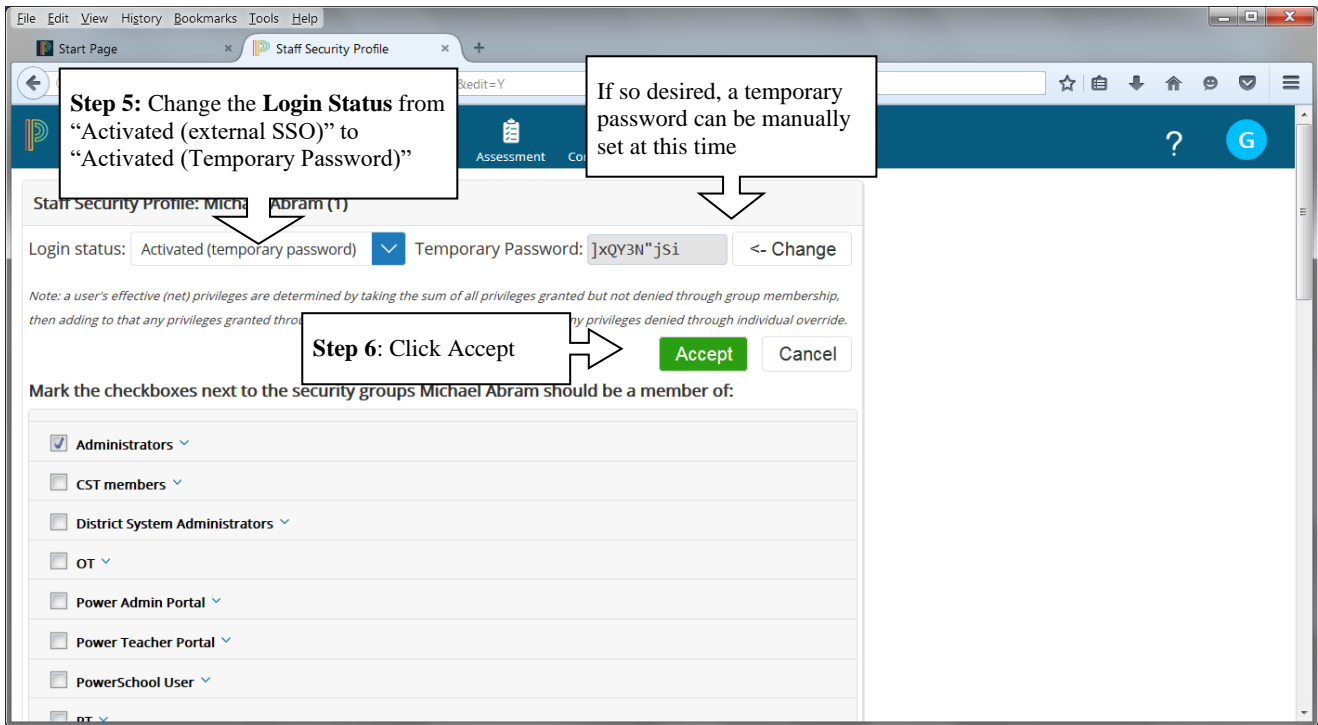 File Edit View History Bookmarks Tools Help
Start Page × Staff Security Profile × +
&edit=Y
Step 5: Change the Login Status from
“Activated (external SSO)” to
“Activated (Temporary Password)”
If so desired, a temporary
password can be manually
set at this time
Assessment
? G
Staff Security Profile: Michael Abram (1)
Login status: Activated (temporary password) Temporary Password: ]xQY3N"jSi <- Change
Note: a user's effective (net) privileges are determined by taking the sum of all privileges granted but not denied through group membership,
then adding to that any privileges granted any privileges denied through individual override.
Step 6: Click Accept
Accept Cancel
Mark the checkboxes next to the security groups Michael Abram should be a member of:
Administrators
CST members
District System Administrators
OT
Power Admin Portal
Power Teacher Portal
PowerSchool User
PT